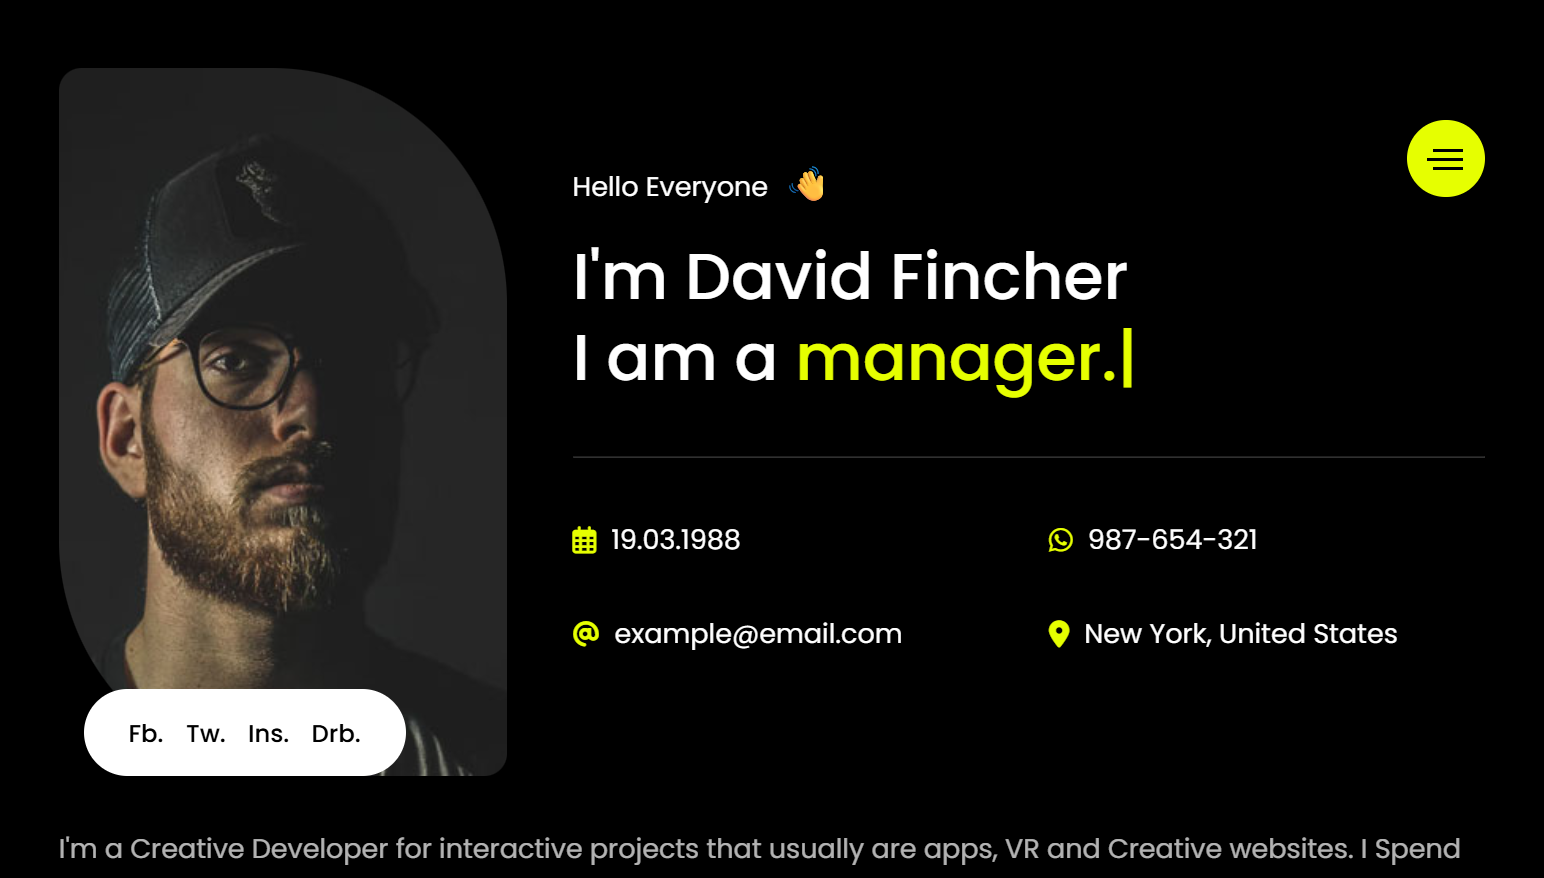 Hello Everyone 👋
I'm David Fincher
I am a manager.|
19.03.1988
987-654-321
example@email.com
New York, United States
Fb. Tw. Ins. Drb.
I'm a Creative Developer for interactive projects that usually are apps, VR and Creative websites. I Spend